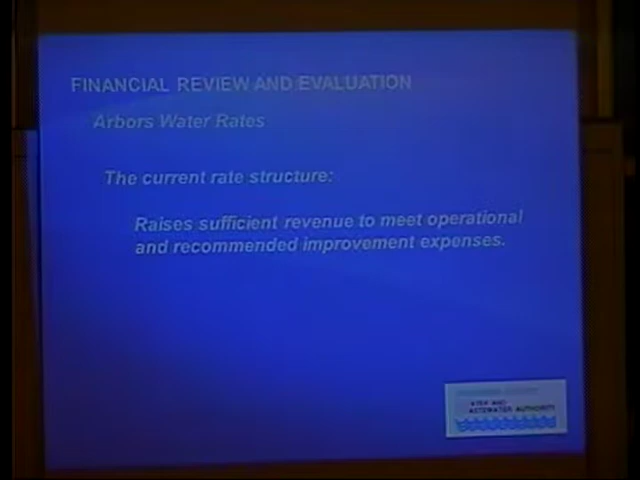 FINANCIAL REVIEW AND EVALUATION
Arbors Water Rates
The current rate structure:
Raises sufficient revenue to meet operational
and recommended improvement expenses.
AUTHORITY